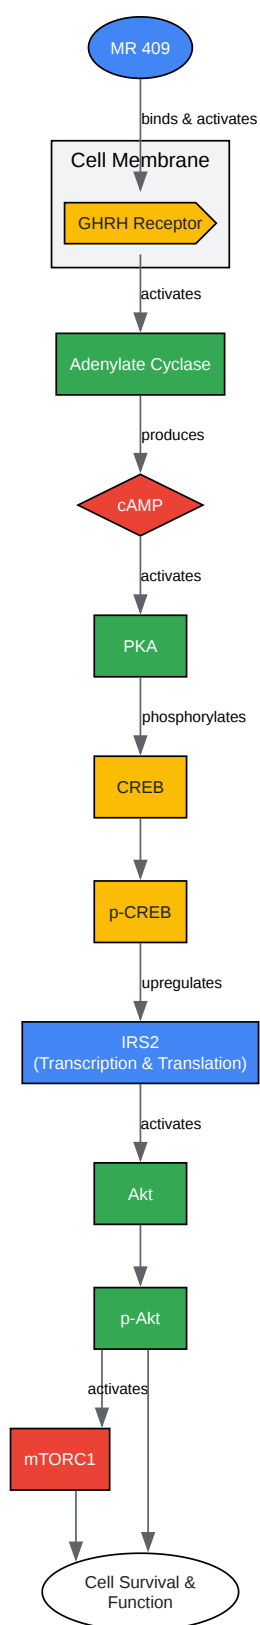 MR 409
binds & activates
Cell Membrane
GHRH Receptor
activates
Adenylate Cyclase
produces
cAMP
activates
PKA
phosphorylates
CREB
p-CREB
upregulates
IRS2
(Transcription & Translation)
activates
Akt
p-Akt
activates
mTORC1
Cell Survival &
Function